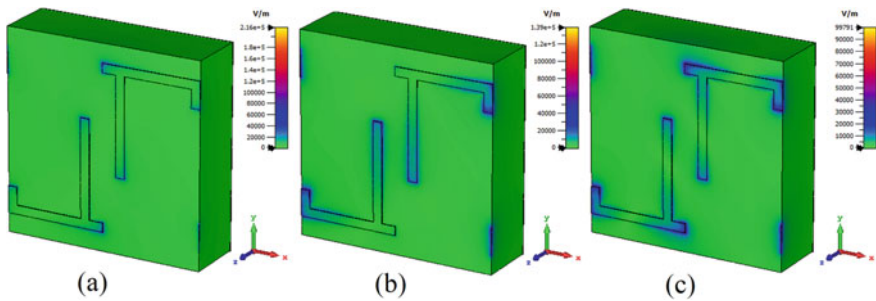 V/m
2.16e+5
1.8e+5
1.6e+5
1.4e+5
1.2e+5
100000
80000
60000
40000
20000
0
y
z
x
(a)
V/m
1.39e+5
1.2e+5
100000
80000
60000
40000
20000
0
y
z
x
(b)
V/m
99791
90000
80000
70000
60000
50000
40000
30000
20000
10000
0
y
z
x
(c)